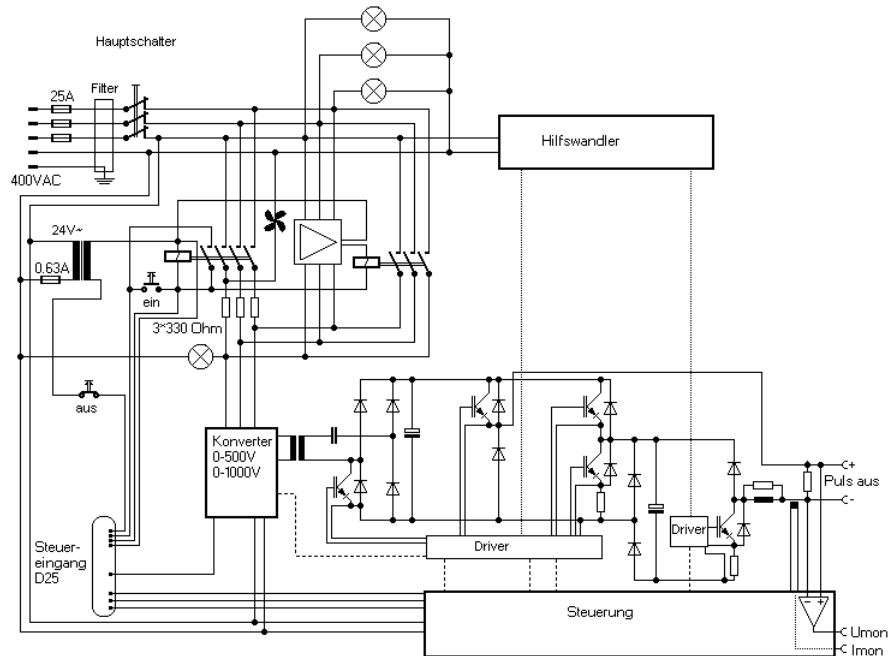 Hauptschalter
25A
Filter
400VAC
Hilfswandler
24V~
0.63A
ein
3*330 Ohm
aus
Konverter
0-500V
0-1000V
+
Puls aus
-
Driver
Driver
Steuer-
eingang
D25
Steuerung
- +
Umon
Imon